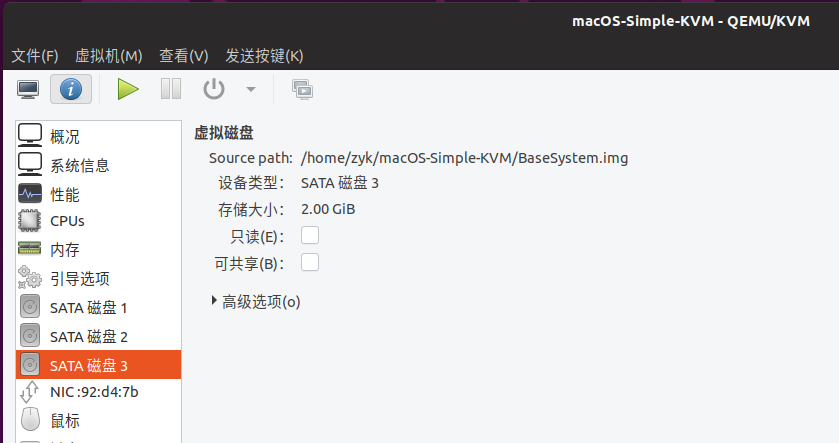 macOS-Simple-KVM - QEMU/KVM
文件(F) 虚拟机(M) 查看(V) 发送按键(K)
概况
系统信息
性能
CPUs
内存
引导选项
SATA 磁盘 1
SATA 磁盘 2
SATA 磁盘 3
NIC :92:d4:7b
鼠标
虚拟磁盘
Source path: /home/zyk/macOS-Simple-KVM/BaseSystem.img
设备类型： SATA 磁盘 3
存储大小： 2.00 GiB
只读(E)：
可共享(B)：
高级选项(o)